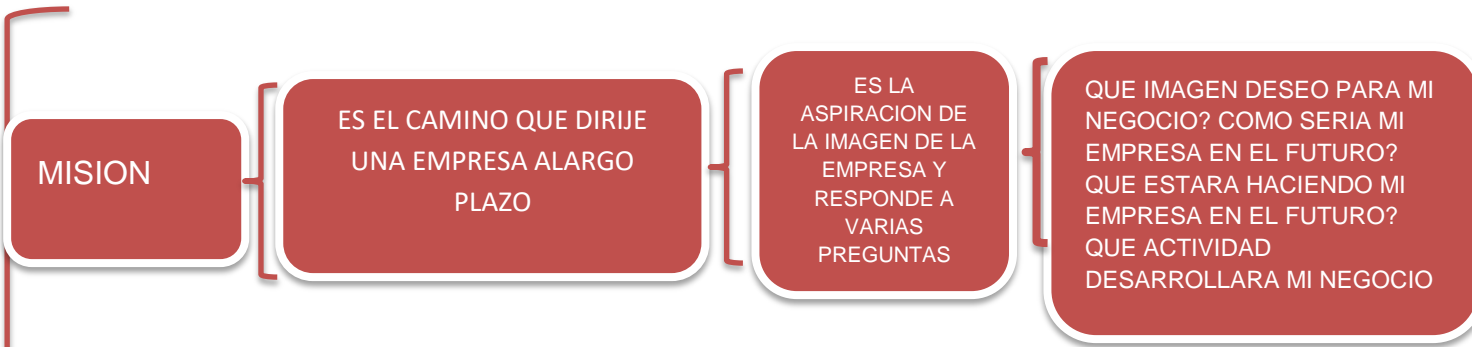 MISION
ES EL CAMINO QUE DIRIJE
UNA EMPRESA ALARGO
PLAZO
ES LA
ASPIRACION DE
LA IMAGEN DE LA
EMPRESA Y
RESPONDE A
VARIAS
PREGUNTAS
QUE IMAGEN DESEO PARA MI
NEGOCIO? COMO SERIA MI
EMPRESA EN EL FUTURO?
QUE ESTARA HACIENDO MI
EMPRESA EN EL FUTURO?
QUE ACTIVIDAD
DESARROLLARA MI NEGOCIO